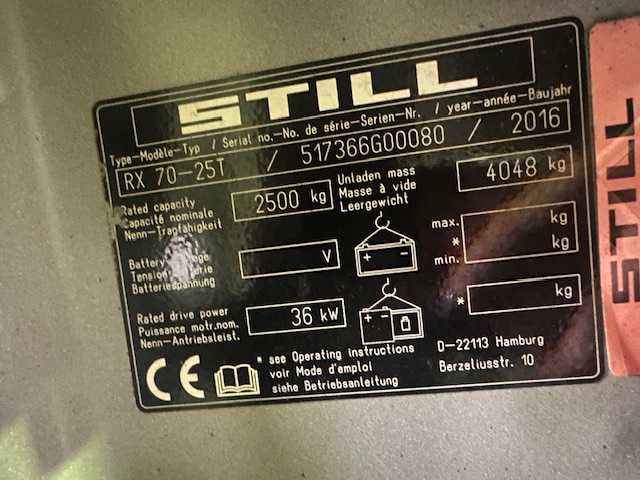 STILL
Type-Modèle-Typ / Serial no.-No. de série-Serien-Nr. / year-année-Baujahr
RX 70-25T / 517366G00080 / 2016
Rated capacity
Capacité nominale
Nenn-Tragfähigkeit
2500 kg
Unladen mass
Masse à vide
Leergewicht
4048 kg
Battery
Tension
Batteriespannung
V
+ -
max.
*
min.
kg
kg
Rated drive power
Puissance motr.nom.
Nenn-Antriebsleist.
36 kW
+
* kg
CE
* see Operating instructions
voir Mode d'emploi
siehe Betriebsanleitung
D-22113 Hamburg
Berzeliusstr. 10
STILL